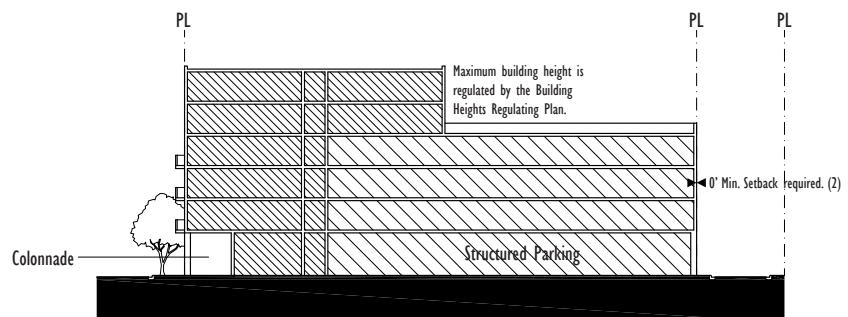 PL
PL
PL
Maximum building height is
regulated by the Building
Heights Regulating Plan.
0' Min. Setback required. (2)
Colonnade
Structured Parking